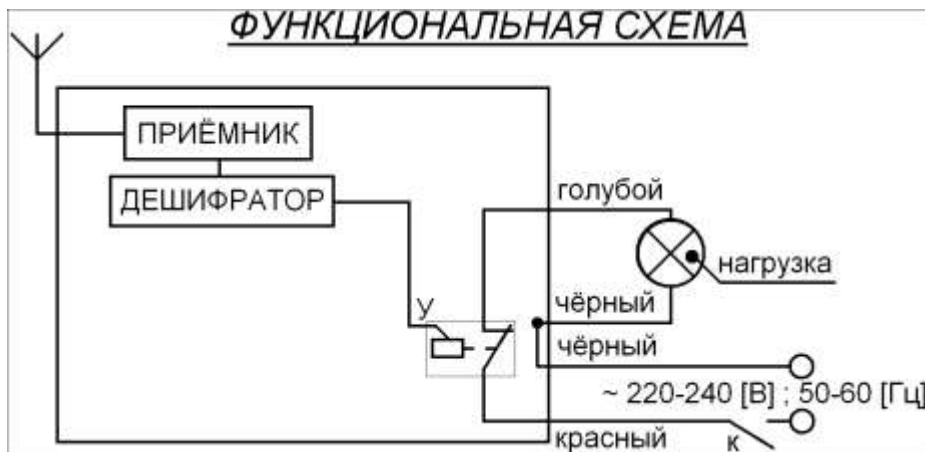 ФУНКЦИОНАЛЬНАЯ СХЕМА
ПРИЁМНИК
ДЕШИФРАТОР
голубой
нагрузка
У
чёрный
чёрный
~ 220-240 [В] ; 50-60 [Гц]
красный
к